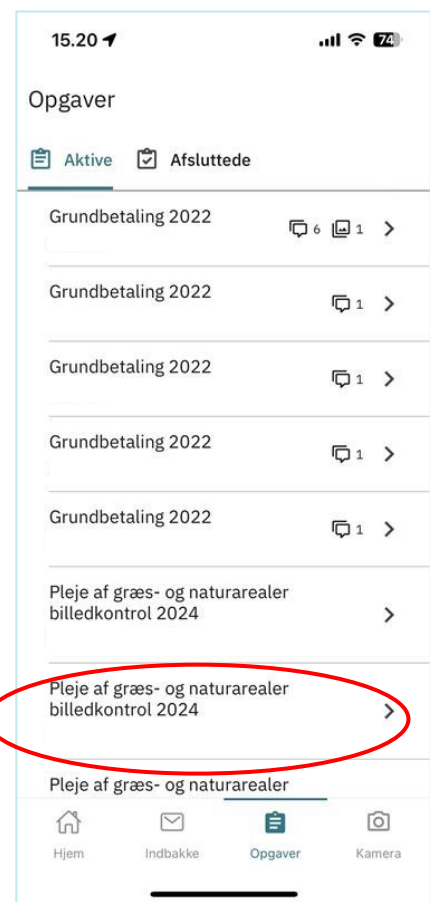 15.20
74
Opgaver
Aktive Afsluttede
Grundbetaling 2022 6 1
Grundbetaling 2022 1
Grundbetaling 2022 1
Grundbetaling 2022 1
Grundbetaling 2022 1
Pleje af græs- og naturarealer
billedkontrol 2024
Pleje af græs- og naturarealer
billedkontrol 2024
Pleje af græs- og naturarealer
Hjem Indbakke Opgaver Kamera